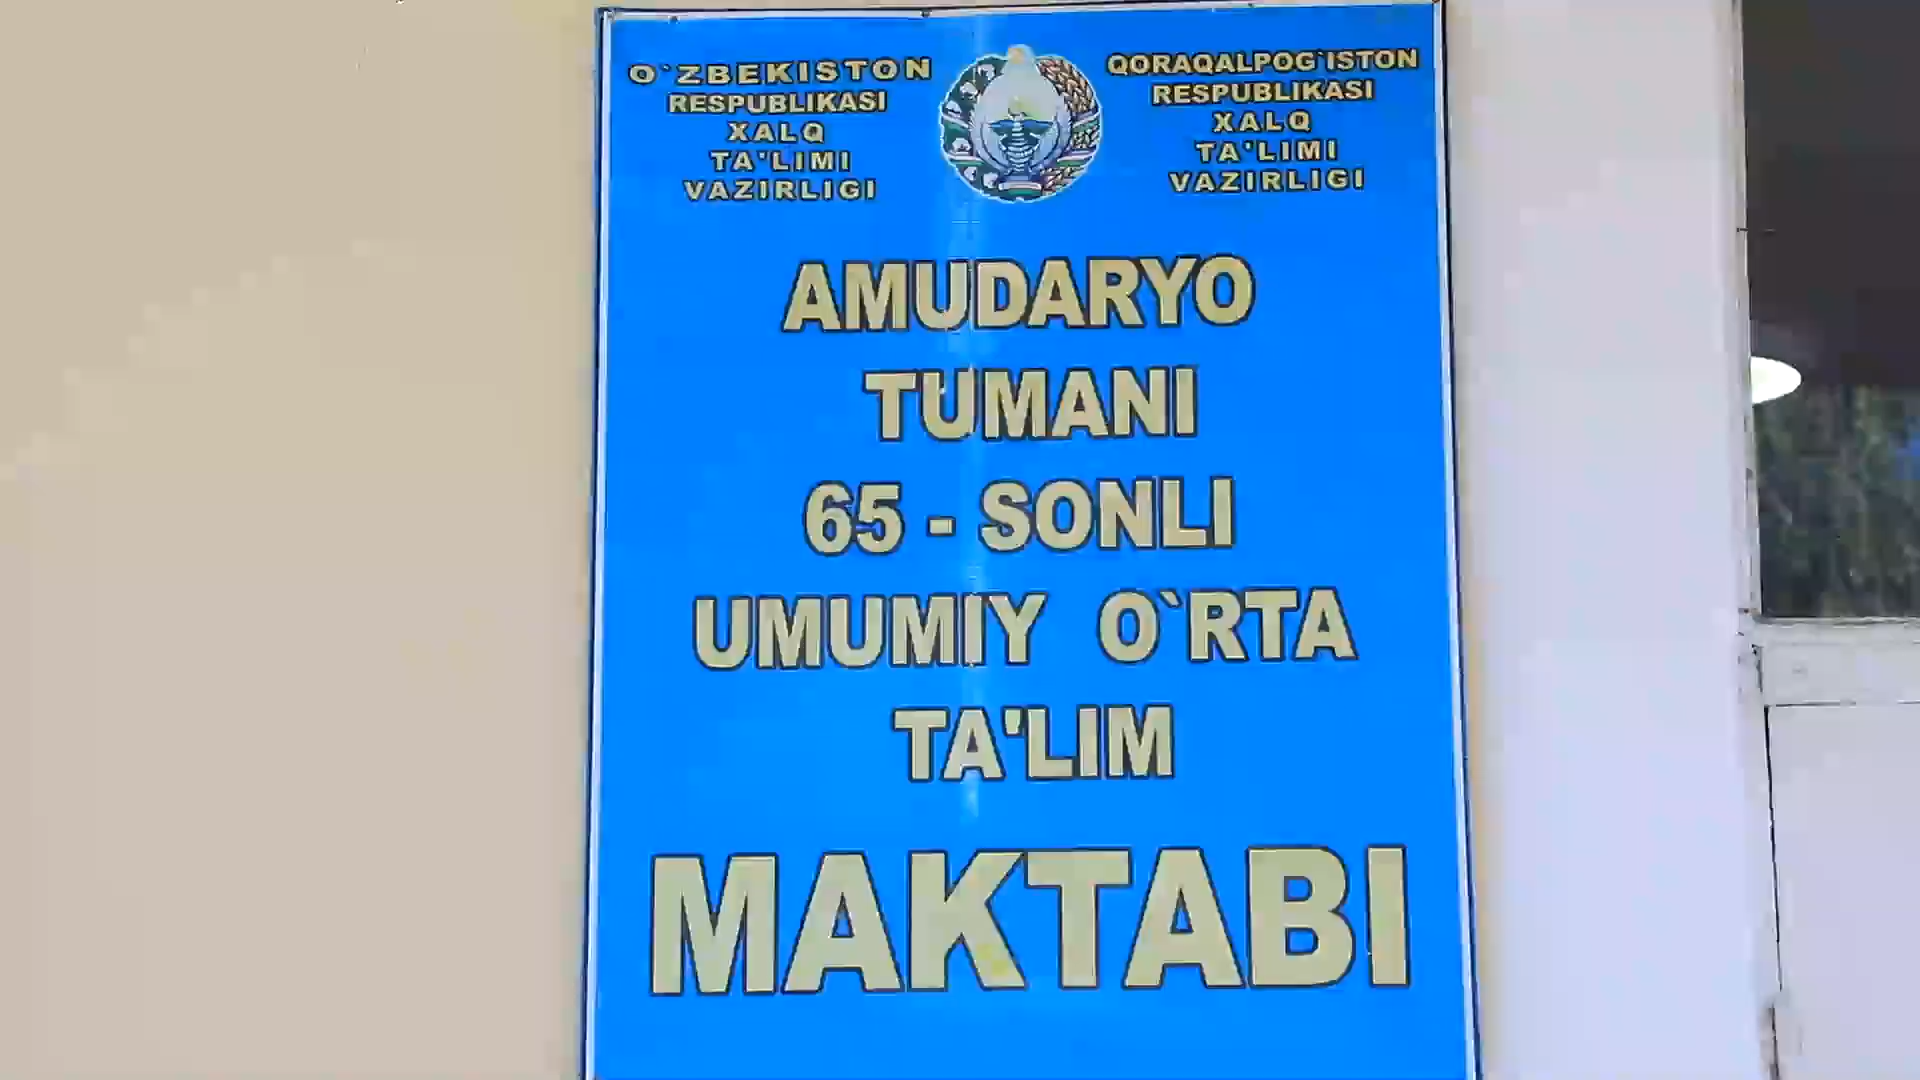 O`ZBEKISTON
RESPUBLIKASI
XALQ
TA'LIMI
VAZIRLIGI
QORAQALPOG`ISTON
RESPUBLIKASI
XALQ
TA'LIMI
VAZIRLIGI
AMUDARYO
TUMANI
65 - SONLI
UMUMIY O`RTA
TA'LIM
MAKTABI